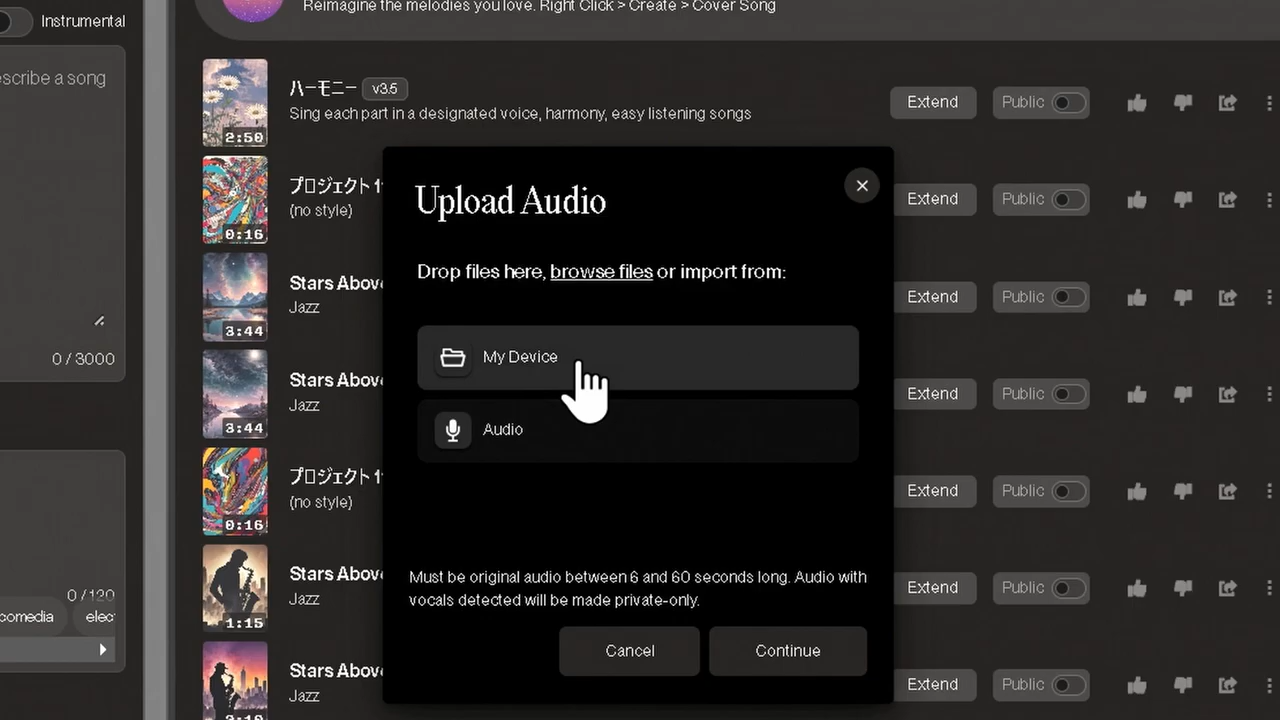 Reimagine the melodies you love. Right Click > Create > Cover Song
Instrumental
scribe a song
0 / 3000
0 / 120
comedia
elec
ハーモニー v3.5
Sing each part in a designated voice, harmony, easy listening songs
2:50
Extend
Public
プロジェクト 1
(no style)
0:16
Extend
Public
Stars Above
Jazz
3:44
Extend
Public
Stars Above
Jazz
3:44
Extend
Public
プロジェクト 1
(no style)
0:16
Extend
Public
Stars Above
Jazz
1:15
Extend
Public
Stars Above
Jazz
Extend
Public
Upload Audio
Drop files here, browse files or import from:
My Device
Audio
Must be original audio between 6 and 60 seconds long. Audio with
vocals detected will be made private-only.
Cancel
Continue